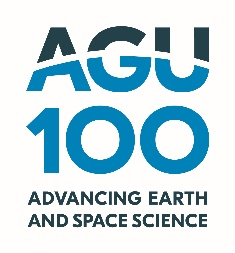 AGU
100
ADVANCING EARTH
AND SPACE SCIENCE